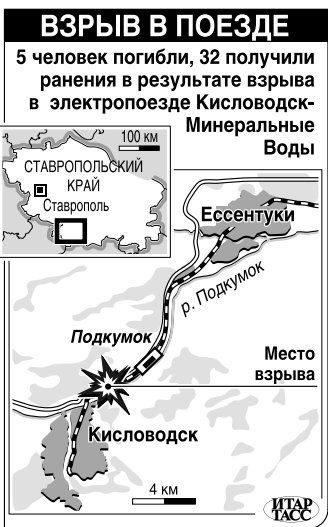 ВЗРЫВ В ПОЕЗДЕ
5 человек погибли, 32 получили
ранения в результате взрыва
в электропоезде Кисловодск-
Минеральные
Воды
100 км
СТАВРОПОЛЬСКИЙ
КРАЙ
Ставрополь
Ессентуки
р. Подкумок
Подкумок
Место
взрыва
Кисловодск
4 км
ИТАР
ТАСС